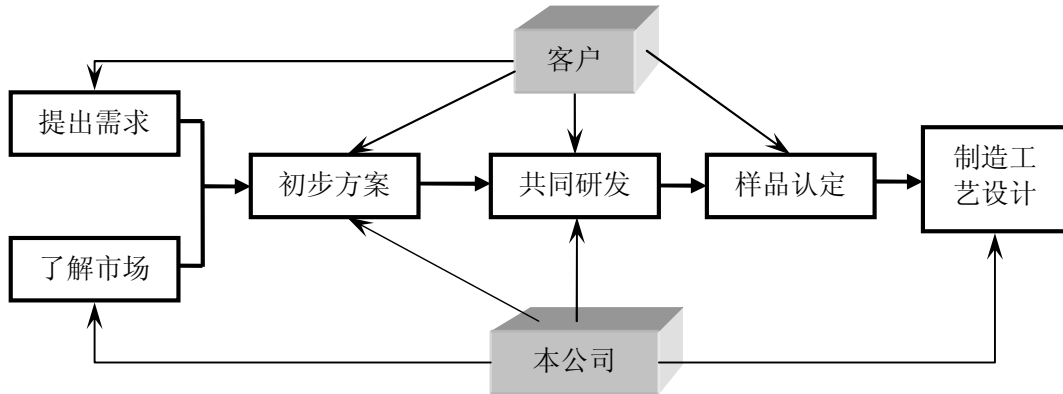 客户
提出需求
初步方案
共同研发
样品认定
制造工
艺设计
了解市场
本公司